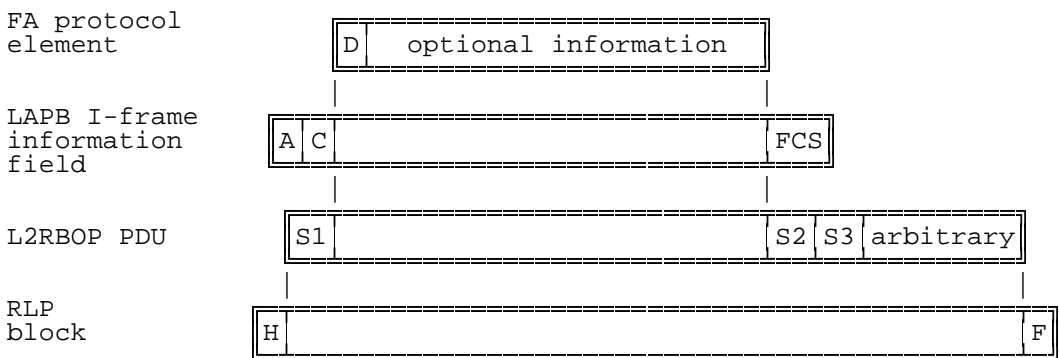 FA protocol
element
D optional information
LAPB I-frame
information
field
A C FCS
L2RBOP PDU
S1 S2 S3 arbitrary
RLP
block
H F